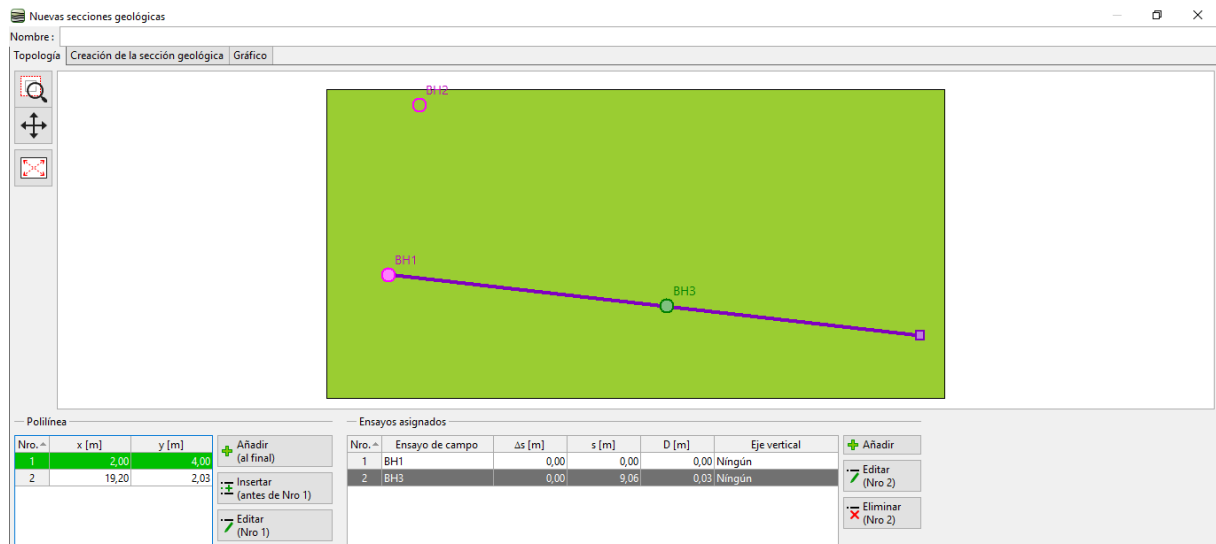 Nuevas secciones geológicas
Nombre :
Topología Creación de la sección geológica Gráfico
BH2
BH1
BH3
Polilínea
Nro. x [m] y [m]
1 2,00 4,00
2 19,20 2,03
Añadir
(al final)
Insertar
(antes de Nro 1)
Editar
(Nro 1)
Ensayos asignados
Nro. Ensayo de campo Δs [m] s [m] D [m] Eje vertical
1 BH1 0,00 0,00 0,00 Níngún
2 BH3 0,00 9,06 0,03 Níngún
Añadir
Editar
(Nro 2)
Eliminar
(Nro 2)